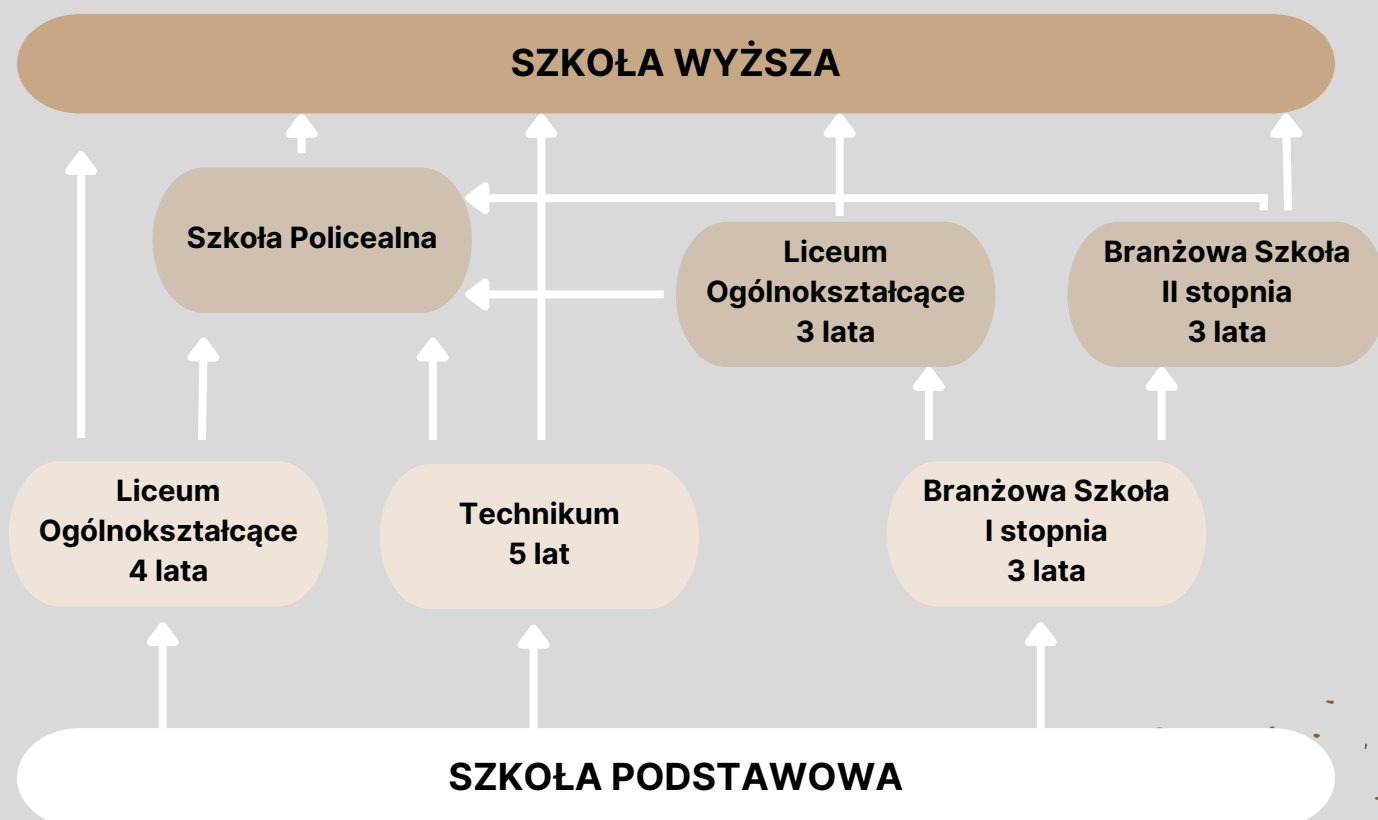 SZKOŁA WYŻSZA
Szkoła Policealna
Liceum
Ogólnokształcące
3 lata
Branżowa Szkoła
II stopnia
3 lata
Liceum
Ogólnokształcące
4 lata
Technikum
5 lat
Branżowa Szkoła
I stopnia
3 lata
SZKOŁA PODSTAWOWA